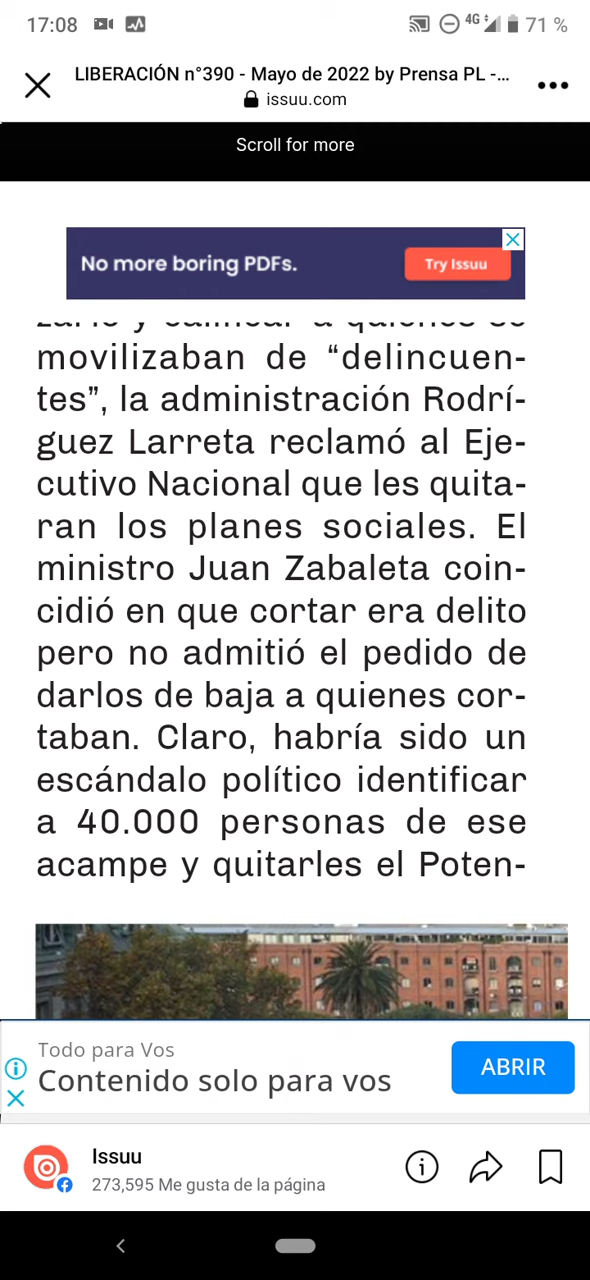 17:08
4G
71 %
LIBERACIÓN n°390 - Mayo de 2022 by Prensa PL -...
issuu.com
Scroll for more
No more boring PDFs.
Try Issuu
movilizaban de “delincuen-
tes”, la administración Rodrí-
guez Larreta reclamó al Eje-
cutivo Nacional que les quita-
ran los planes sociales. El
ministro Juan Zabaleta coin-
cidió en que cortar era delito
pero no admitió el pedido de
darlos de baja a quienes cor-
taban. Claro, habría sido un
escándalo político identificar
a 40.000 personas de ese
acampe y quitarles el Poten-
Todo para Vos
Contenido solo para vos
ABRIR
Issuu
273,595 Me gusta de la página